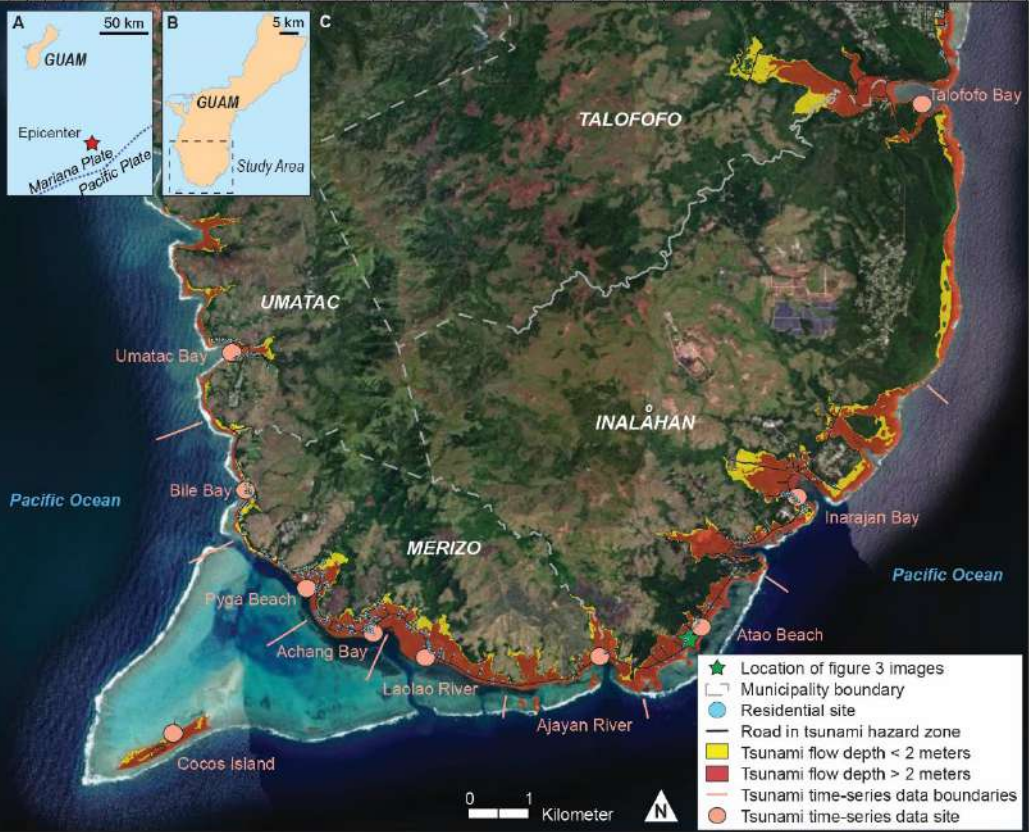 A
50 km
GUAM
Epicenter
Mariana Plate
Pacific Plate
B
5 km
GUAM
Study Area
C
TALOFOFO
Talofofo Bay
UMATAC
Umatac Bay
INALÅHAN
Bile Bay
Pacific Ocean
Inarajan Bay
MERIZO
Pacific Ocean
Pyga Beach
Achang Bay
Atao Beach
Laolao River
Ajayan River
Cocos Island
0 1
Kilometer
N
Location of figure 3 images
Municipality boundary
Residential site
Road in tsunami hazard zone
Tsunami flow depth < 2 meters
Tsunami flow depth > 2 meters
Tsunami time-series data boundaries
Tsunami time-series data site